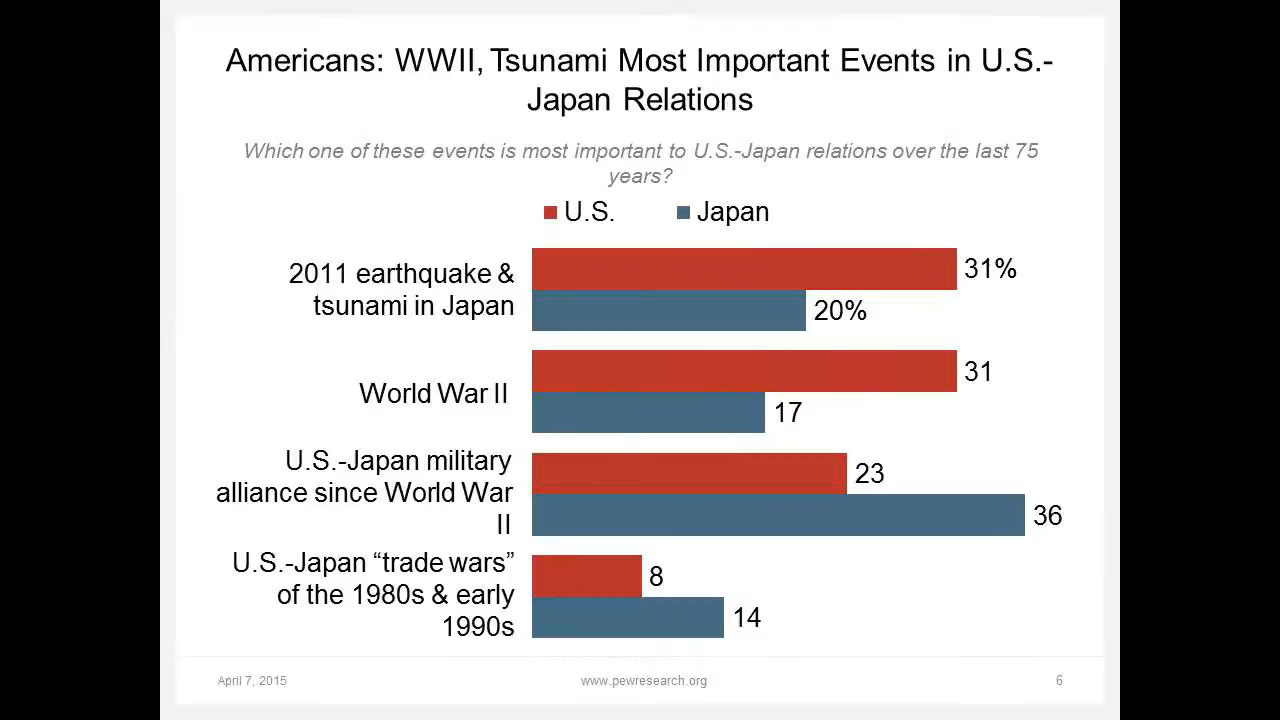 Americans: WWII, Tsunami Most Important Events in U.S.-
Japan Relations
Which one of these events is most important to U.S.-Japan relations over the last 75
years?
U.S.
Japan
2011 earthquake &
tsunami in Japan
31%
20%
World War II
31
17
U.S.-Japan military
alliance since World War
II
23
36
U.S.-Japan “trade wars”
of the 1980s & early
1990s
8
14
April 7, 2015
www.pewresearch.org
6